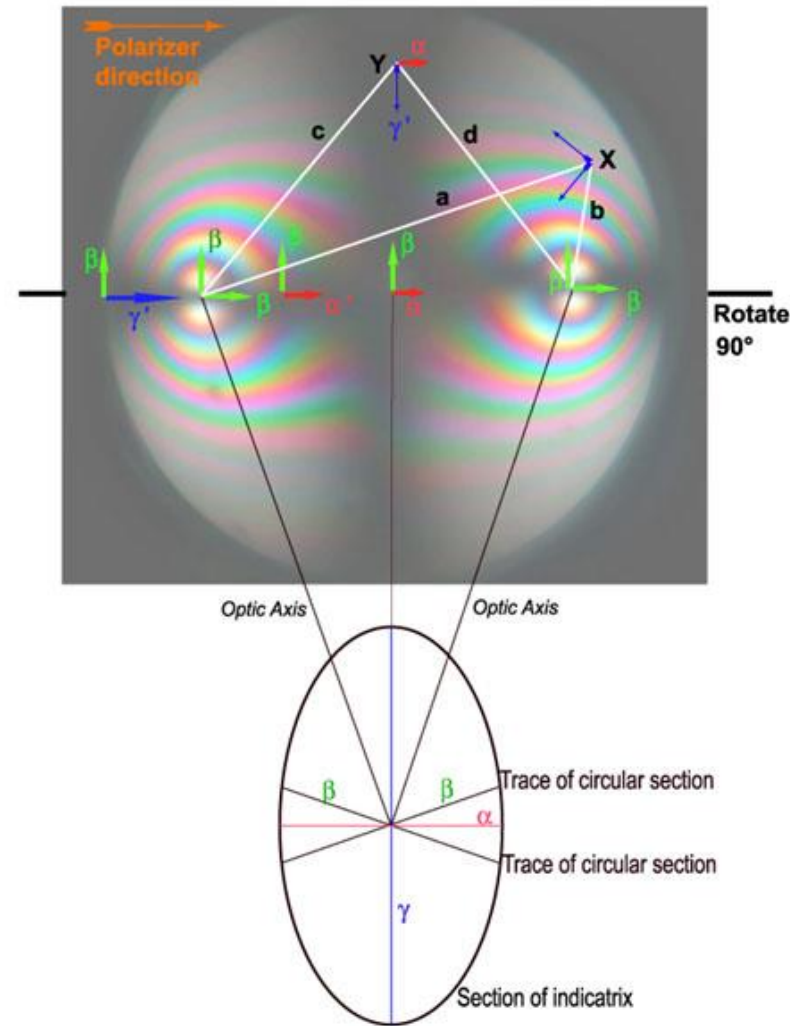 Polarizer
direction
Y
α
γ'
c
d
X
a
b
β
β
β
β
β
β
γ'
β
α'
α
β
Rotate
90°
Optic Axis
Optic Axis
β
β
Trace of circular section
α
Trace of circular section
γ
Section of indicatrix